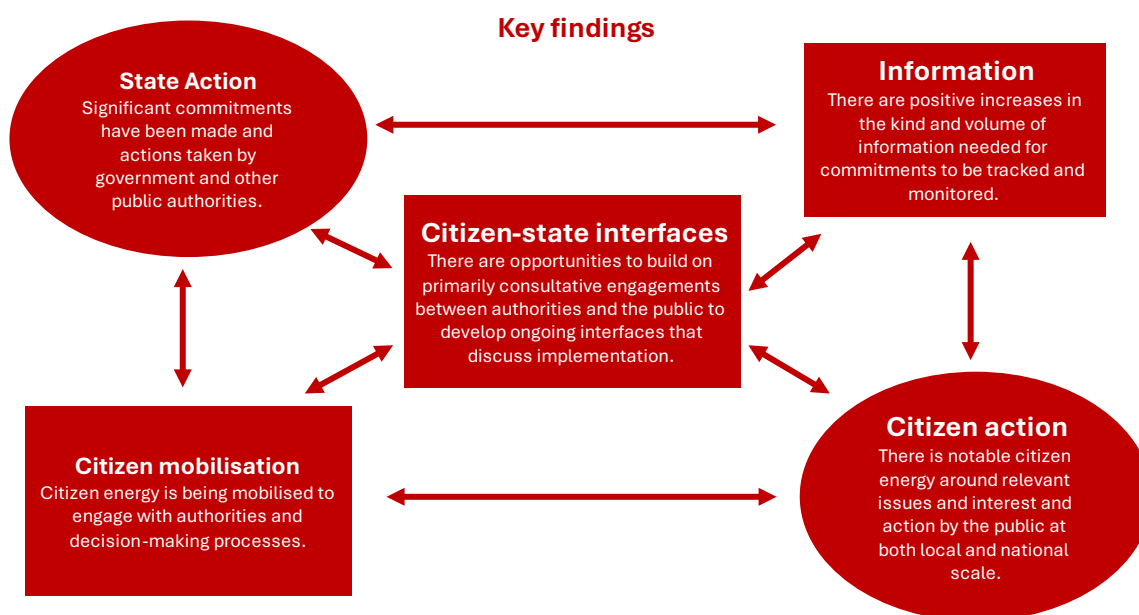 Key findings
State Action
Significant commitments
have been made and
actions taken by
government and other
public authorities.
Information
There are positive increases in
the kind and volume of
information needed for
commitments to be tracked and
monitored.
Citizen-state interfaces
There are opportunities to build on
primarily consultative engagements
between authorities and the public to
develop ongoing interfaces that
discuss implementation.
Citizen mobilisation
Citizen energy is being mobilised to
engage with authorities and
decision-making processes.
Citizen action
There is notable citizen
energy around relevant
issues and interest and
action by the public at
both local and national
scale.